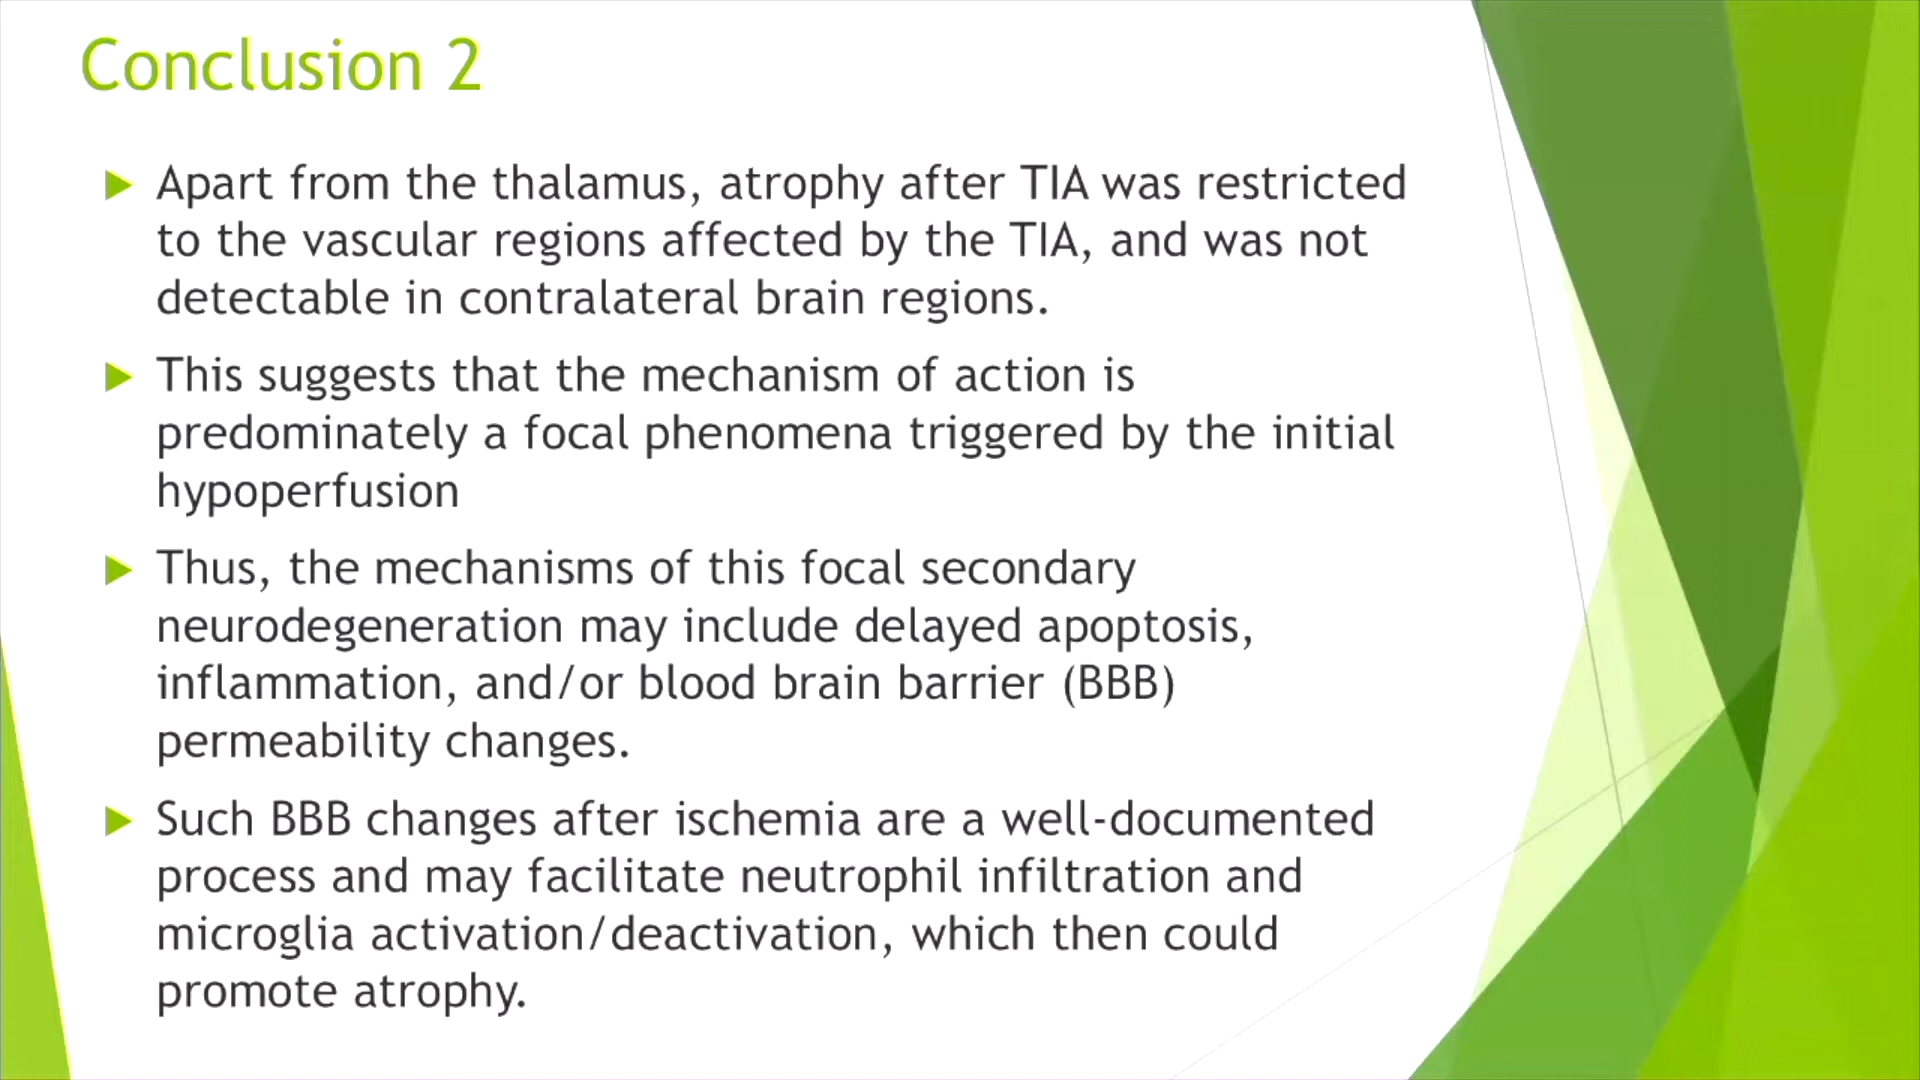 Conclusion 2
Apart from the thalamus, atrophy after TIA was restricted
to the vascular regions affected by the TIA, and was not
detectable in contralateral brain regions.
This suggests that the mechanism of action is
predominately a focal phenomena triggered by the initial
hypoperfusion
Thus, the mechanisms of this focal secondary
neurodegeneration may include delayed apoptosis,
inflammation, and/or blood brain barrier (BBB)
permeability changes.
Such BBB changes after ischemia are a well-documented
process and may facilitate neutrophil infiltration and
microglia activation/deactivation, which then could
promote atrophy.